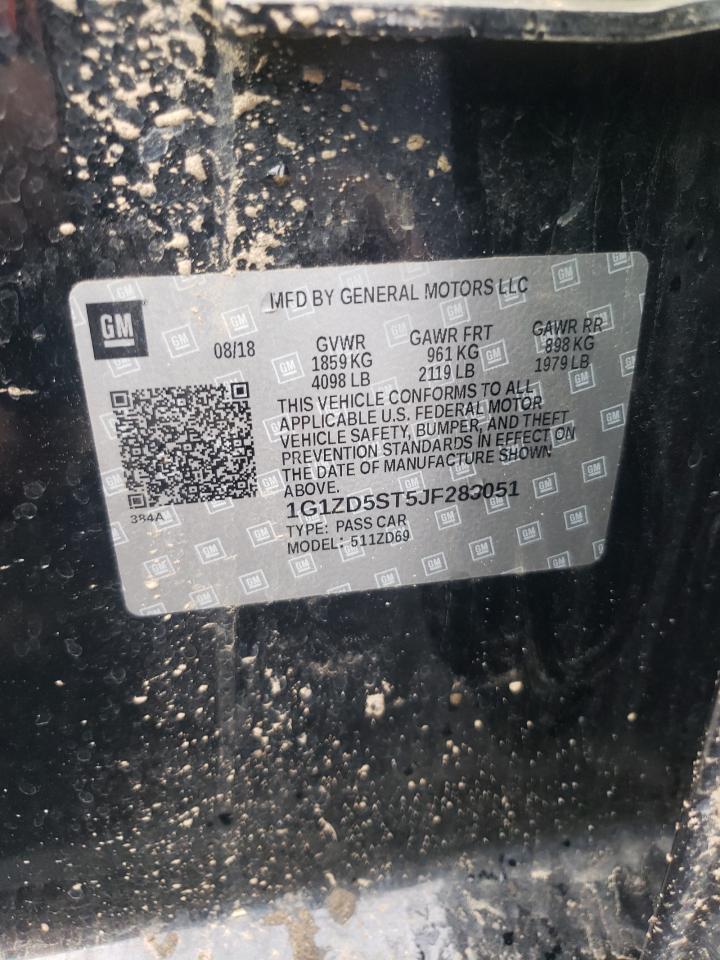 GM
MFD BY GENERAL MOTORS LLC
08/18
GVWR
1859 KG
4098 LB
GAWR FRT
961 KG
2119 LB
GAWR RR
898 KG
1979 LB
THIS VEHICLE CONFORMS TO ALL
APPLICABLE U.S. FEDERAL MOTOR
VEHICLE SAFETY, BUMPER, AND THEFT
PREVENTION STANDARDS IN EFFECT ON
THE DATE OF MANUFACTURE SHOWN
ABOVE.
1G1ZD5ST5JF283051
TYPE: PASS CAR
MODEL: 511ZD69
384A